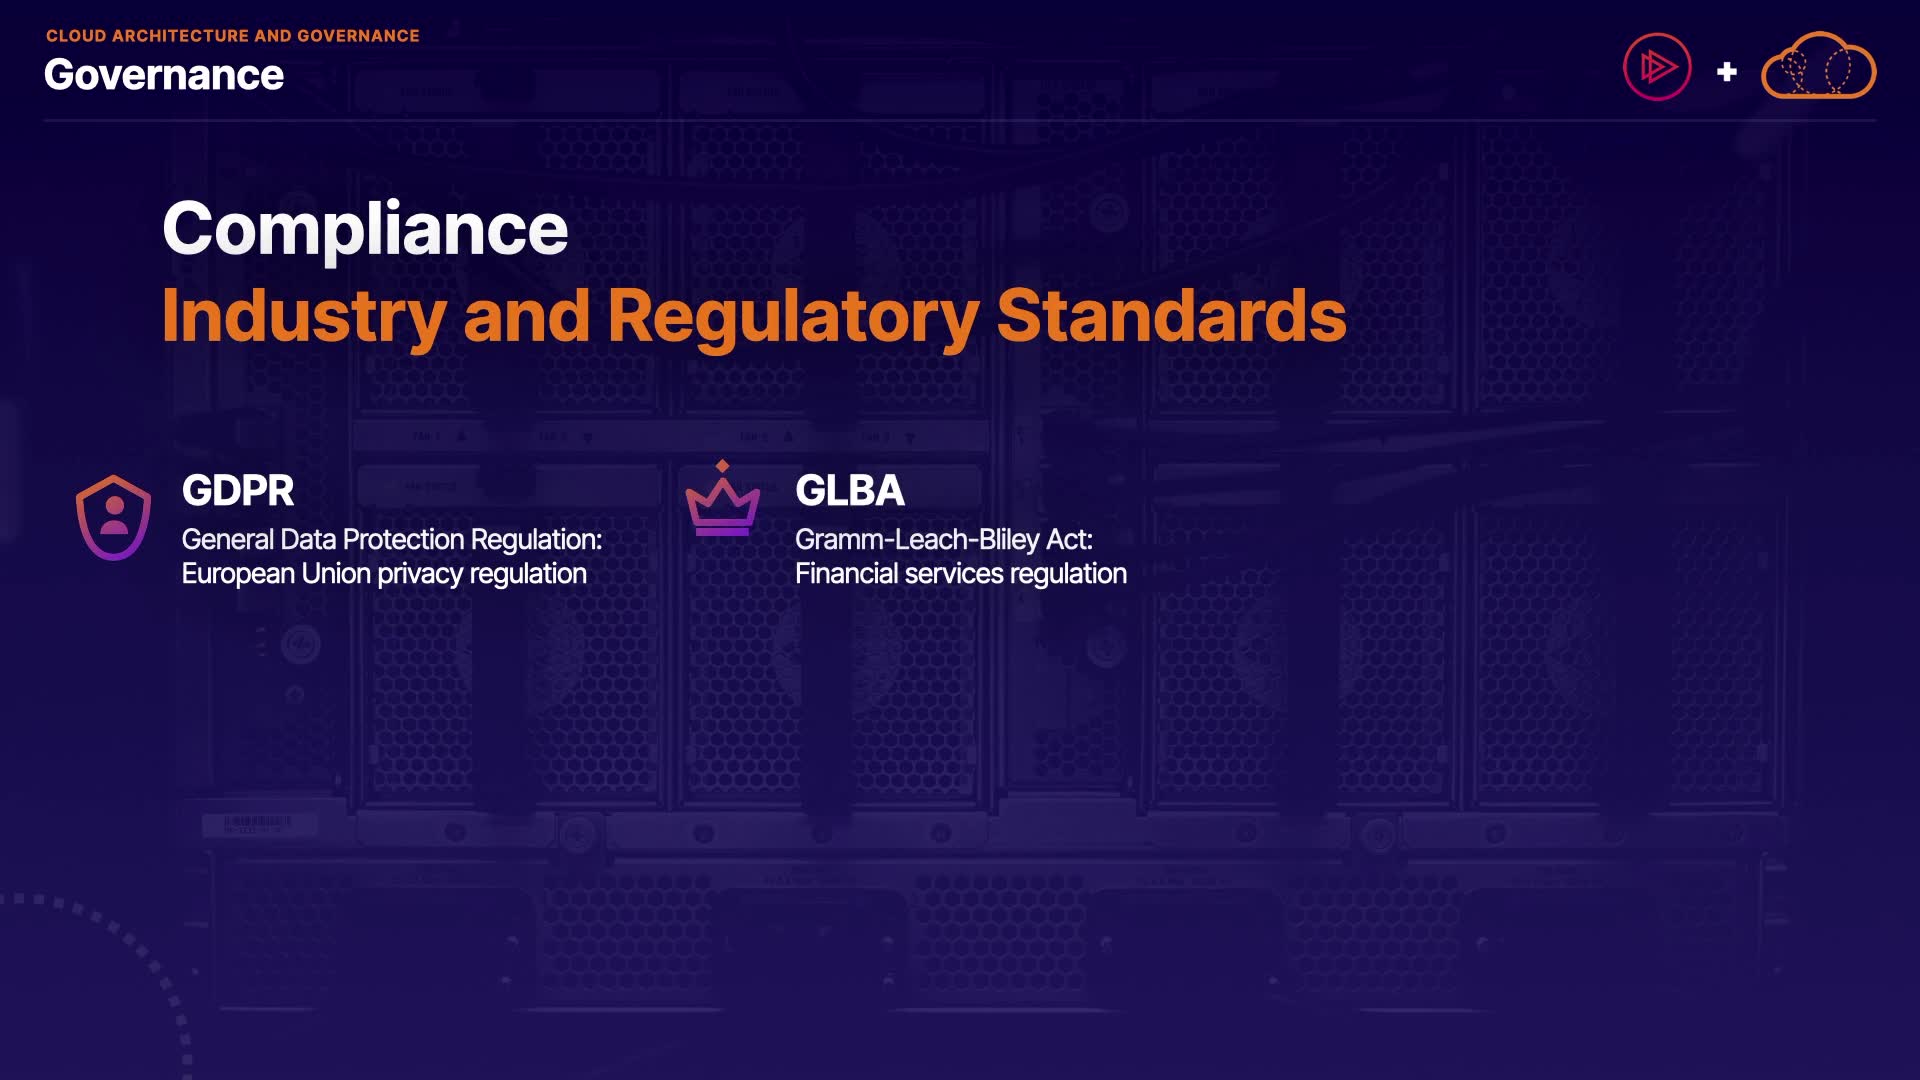 CLOUD ARCHITECTURE AND GOVERNANCE
Governance
Compliance
Industry and Regulatory Standards
GDPR
General Data Protection Regulation:
European Union privacy regulation
GLBA
Gramm-Leach-Bliley Act:
Financial services regulation